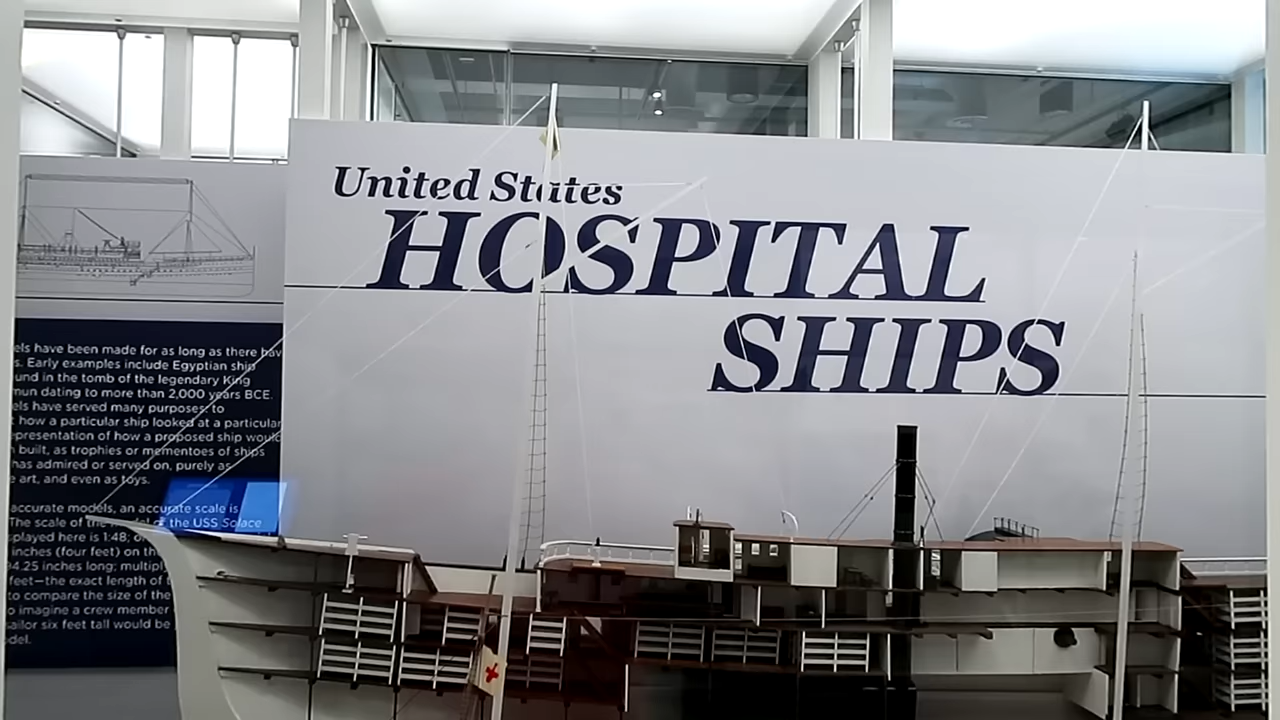 United States
HOSPITAL
SHIPS
els have been made for as long as there hav
s. Early examples include Egyptian ship
und in the tomb of the legendary King
mun dating to more than 2,000 years BCE.
els have served many purposes: to
how a particular ship looked at a particular
presentation of how a proposed ship would
built, as trophies or mementoes of ships
has admired or served on, purely as
art, and even as toys.
accurate models, an accurate scale is
The scale of the model of the USS Solace
splayed here is 1:48; o
inches (four feet) on th
4.25 inches long; multipl
feet—the exact length of
to compare the size of the
o imagine a crew member
sailor six feet tall would be
del.